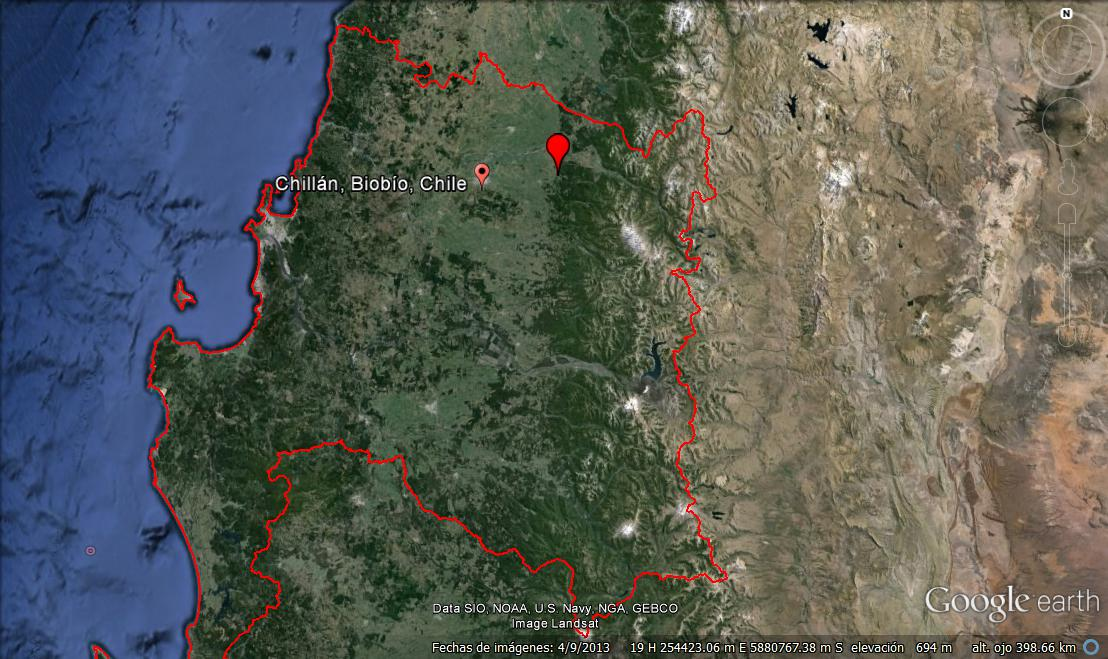 N
Chillán, Biobío, Chile
Data SIO, NOAA, U.S. Navy, NGA, GEBCO
Image Landsat
Google earth
Fechas de imágenes: 4/9/2013 19 H 254423.06 m E 5880767.38 m S elevación 694 m alt. ojo 398.66 km